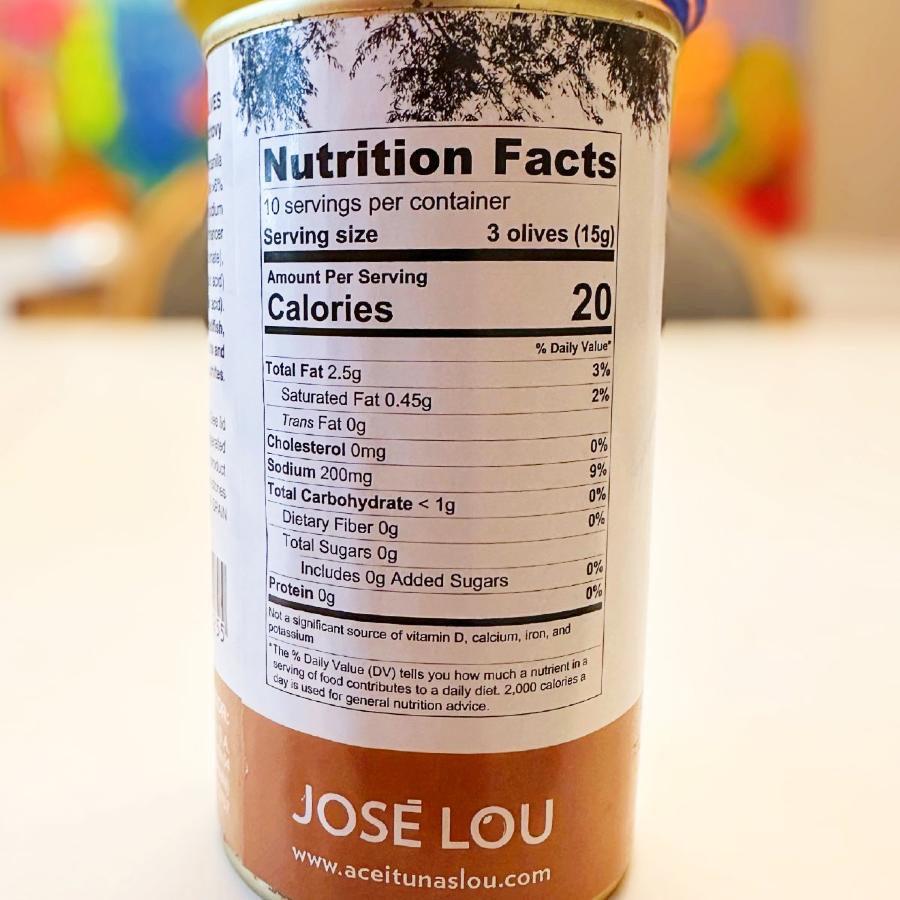 Nutrition Facts
10 servings per container
Serving size 3 olives (15g)
Amount Per Serving
Calories 20
% Daily Value*
Total Fat 2.5g 3%
Saturated Fat 0.45g 2%
Trans Fat 0g
Cholesterol 0mg 0%
Sodium 200mg 9%
Total Carbohydrate < 1g 0%
Dietary Fiber 0g 0%
Total Sugars 0g
Includes 0g Added Sugars 0%
Protein 0g 0%
Not a significant source of vitamin D, calcium, iron, and
potassium
*The % Daily Value (DV) tells you how much a nutrient in a
serving of food contributes to a daily diet. 2,000 calories a
day is used for general nutrition advice.
JOSÉ LOU
www.aceitunaslou.com